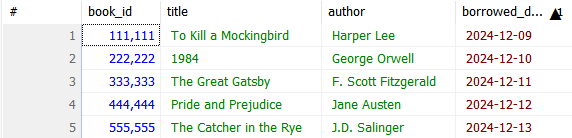 # book_id title author borrowed_d... ▲1
1 111,111 To Kill a Mockingbird Harper Lee 2024-12-09
2 222,222 1984 George Orwell 2024-12-10
3 333,333 The Great Gatsby F. Scott Fitzgerald 2024-12-11
4 444,444 Pride and Prejudice Jane Austen 2024-12-12
5 555,555 The Catcher in the Rye J.D. Salinger 2024-12-13